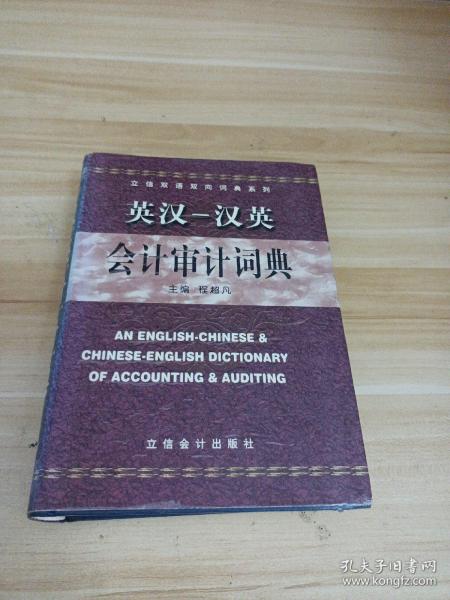 立信双语双向词典系列
英汉－汉英
会计审计词典
主编 程超凡
AN ENGLISH-CHINESE &
CHINESE-ENGLISH DICTIONARY
OF ACCOUNTING & AUDITING
立信会计出版社
孔夫子旧书网
www.kongfz.com